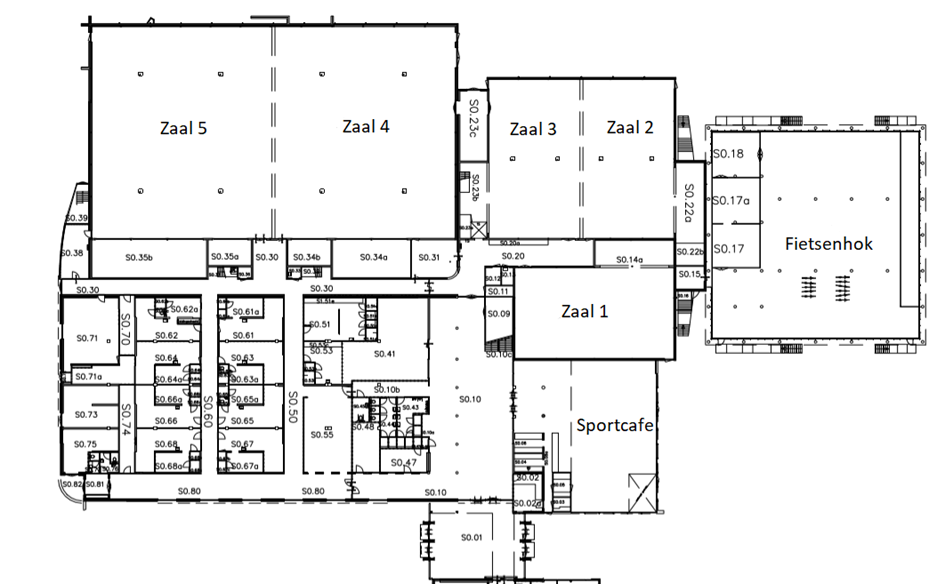 Zaal 5
Zaal 4
Zaal 3
Zaal 2
S0.23c
S0.23b
S0.22a
S0.18
S0.17a
S0.17
Fietsenhok
S0.39
S0.38
S0.35b
S0.35a
S0.30
S0.34b
S0.34a
S0.31
S0.20a
S0.20
S0.14a
S0.22b
S0.15
S0.30
S0.30
S0.12
S0.11
S0.09
Zaal 1
S0.10c
S0.71
S0.70
S0.62a
S0.61a
S0.51
S0.62
S0.61
S0.53
S0.41
S0.64
S0.63
S0.71a
S0.64a
S0.63a
S0.10b
S0.66a
S0.65a
S0.10
S0.73
S0.74
S0.66
S0.60
S0.65
S0.50
S0.55
S0.48
S0.43
Sportcafe
S0.75
S0.68
S0.67
S0.68a
S0.67a
S0.47
S0.02
S0.82
S0.81
S0.80
S0.80
S0.10
S0.02a
S0.01